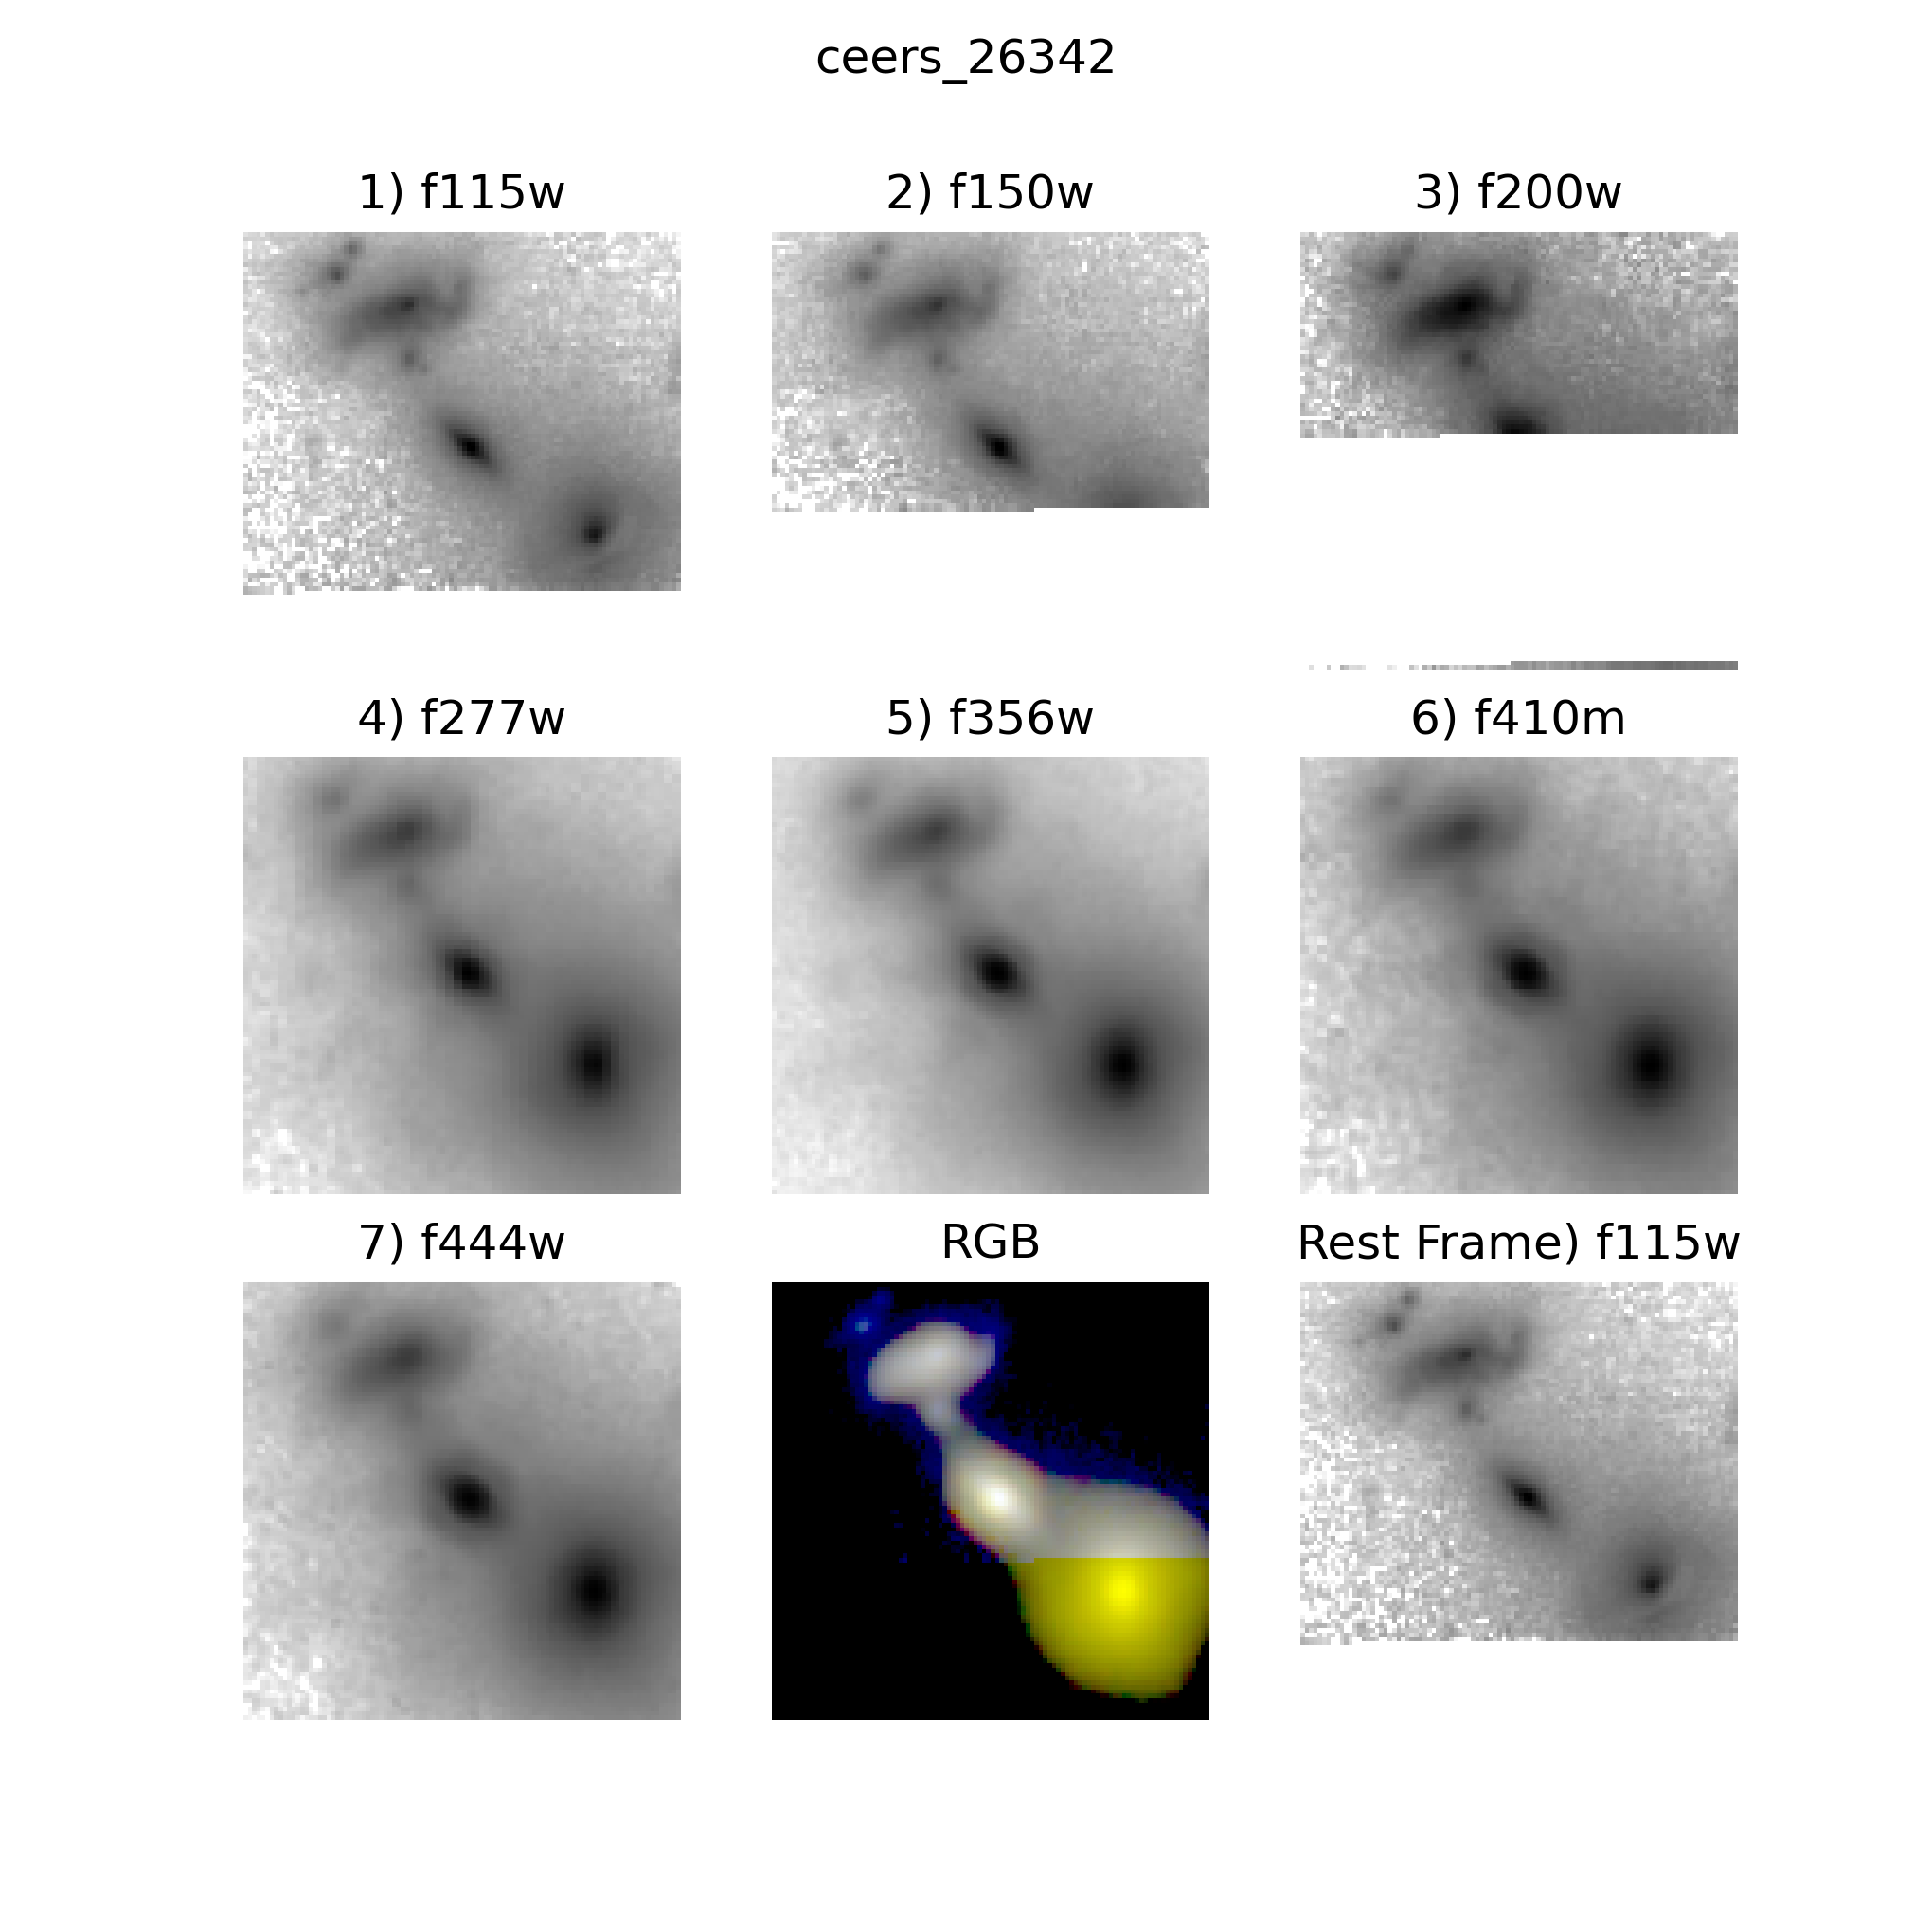 ceers_26342
1) f115w
2) f150w
3) f200w
4) f277w
5) f356w
6) f410m
7) f444w
RGB
Rest Frame) f115w